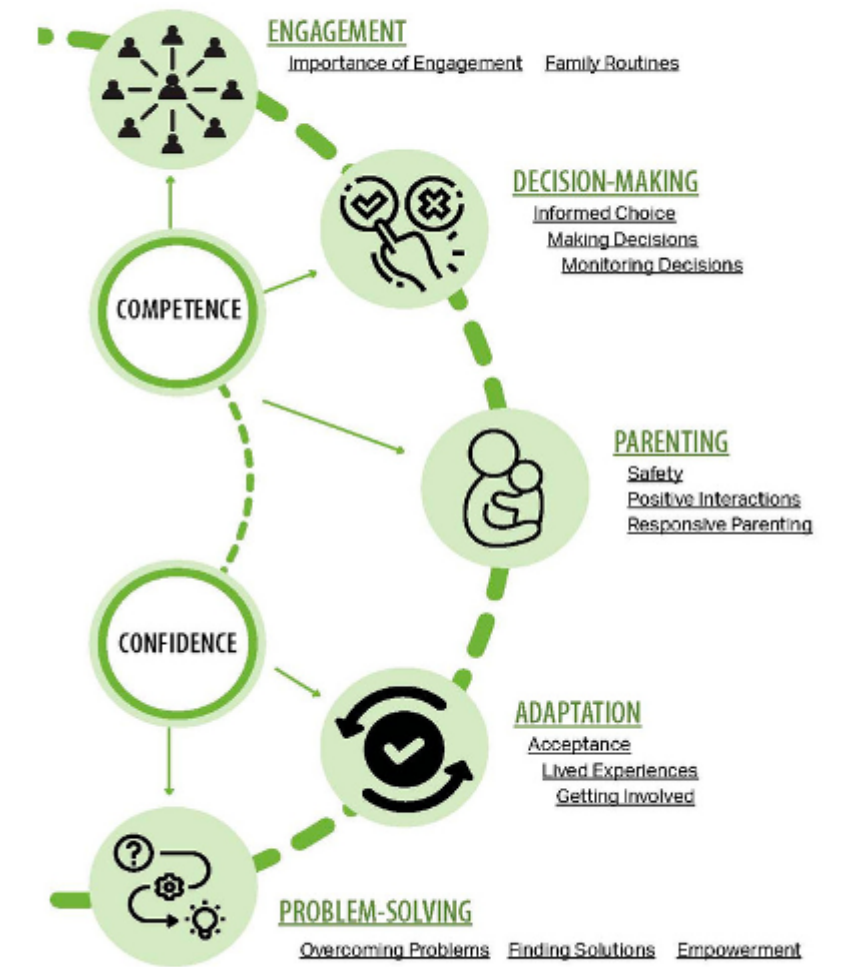 ENGAGEMENT
Importance of Engagement Family Routines
DECISION-MAKING
Informed Choice
Making Decisions
Monitoring Decisions
COMPETENCE
PARENTING
Safety
Positive Interactions
Responsive Parenting
CONFIDENCE
ADAPTATION
Acceptance
Lived Experiences
Getting Involved
PROBLEM-SOLVING
Overcoming Problems Finding Solutions Empowerment